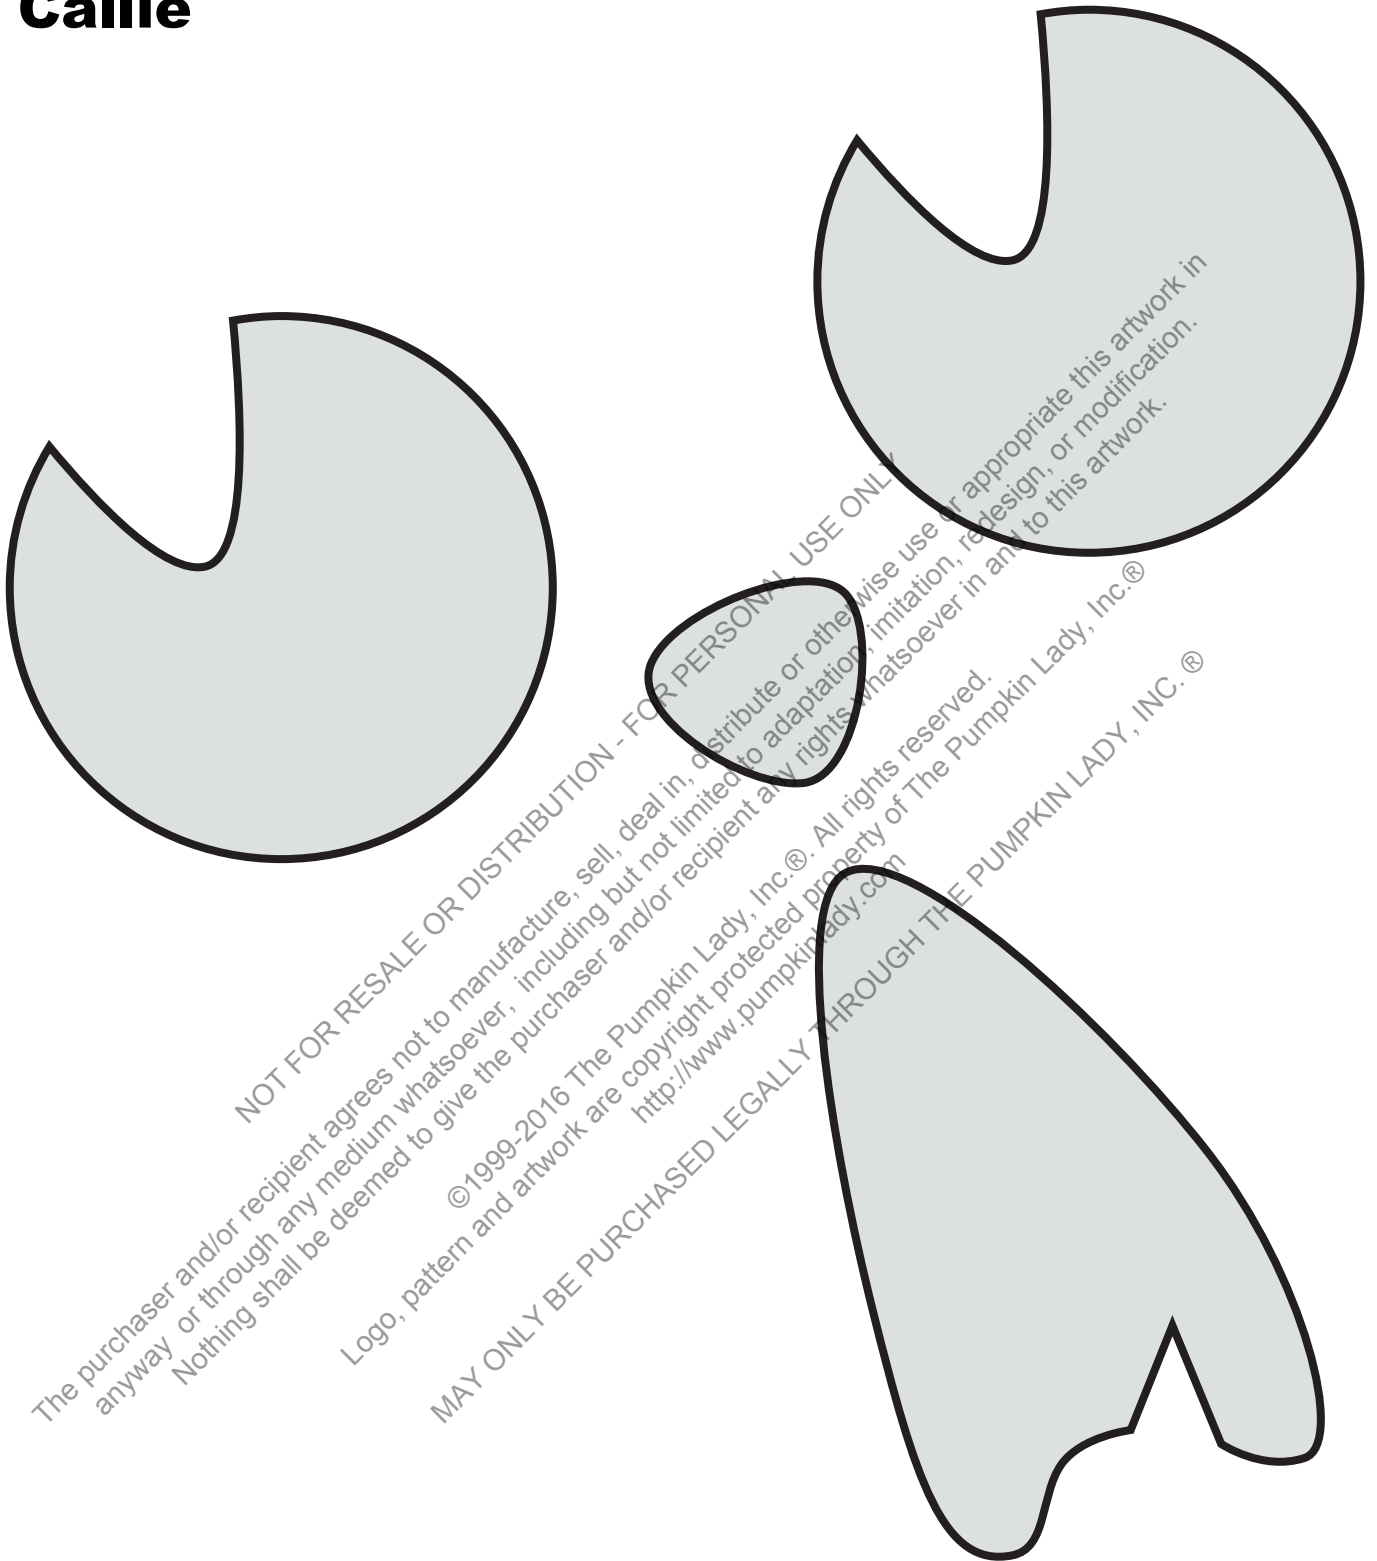 Callie
NOT FOR RESALE OR DISTRIBUTION - FOR PERSONAL USE ONLY
The purchaser and/or recipient agrees not to manufacture, sell, deal in, distribute or otherwise use or appropriate this artwork in
anyway or through any medium whatsoever, including but not limited to adaptation, imitation, redesign, or modification.
Nothing shall be deemed to give the purchaser and/or recipient any rights whatsoever in and to this artwork.
©1999-2016 The Pumpkin Lady, Inc.®. All rights reserved.
Logo, pattern and artwork are copyright protected property of The Pumpkin Lady, Inc.®
http://www.pumpkinlady.com
MAY ONLY BE PURCHASED LEGALLY THROUGH THE PUMPKIN LADY, INC. ®